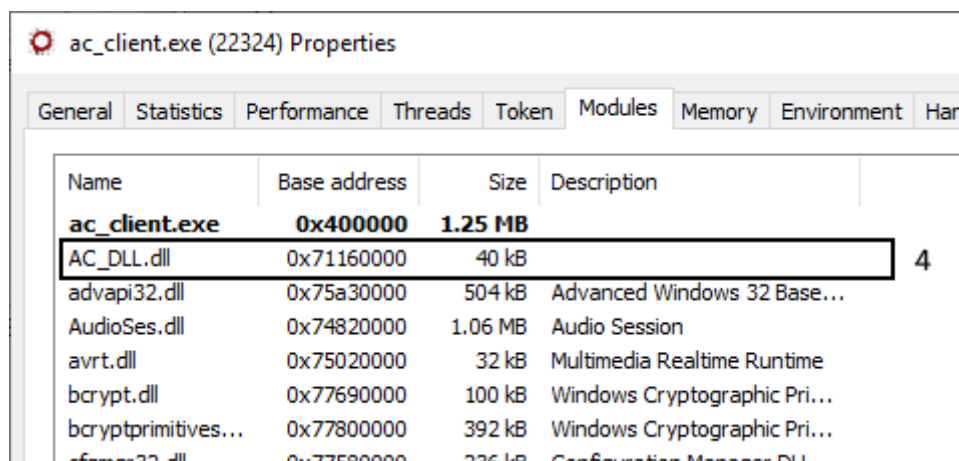 ac_client.exe (22324) Properties
General Statistics Performance Threads Token Modules Memory Environment Har
Name Base address Size Description
ac_client.exe 0x400000 1.25 MB
AC_DLL.dll 0x71160000 40 kB 4
advapi32.dll 0x75a30000 504 kB Advanced Windows 32 Base...
AudioSes.dll 0x74820000 1.06 MB Audio Session
avrt.dll 0x75020000 32 kB Multimedia Realtime Runtime
bcrypt.dll 0x77690000 100 kB Windows Cryptographic Pri...
bcryptprimitives... 0x77800000 392 kB Windows Cryptographic Pri...